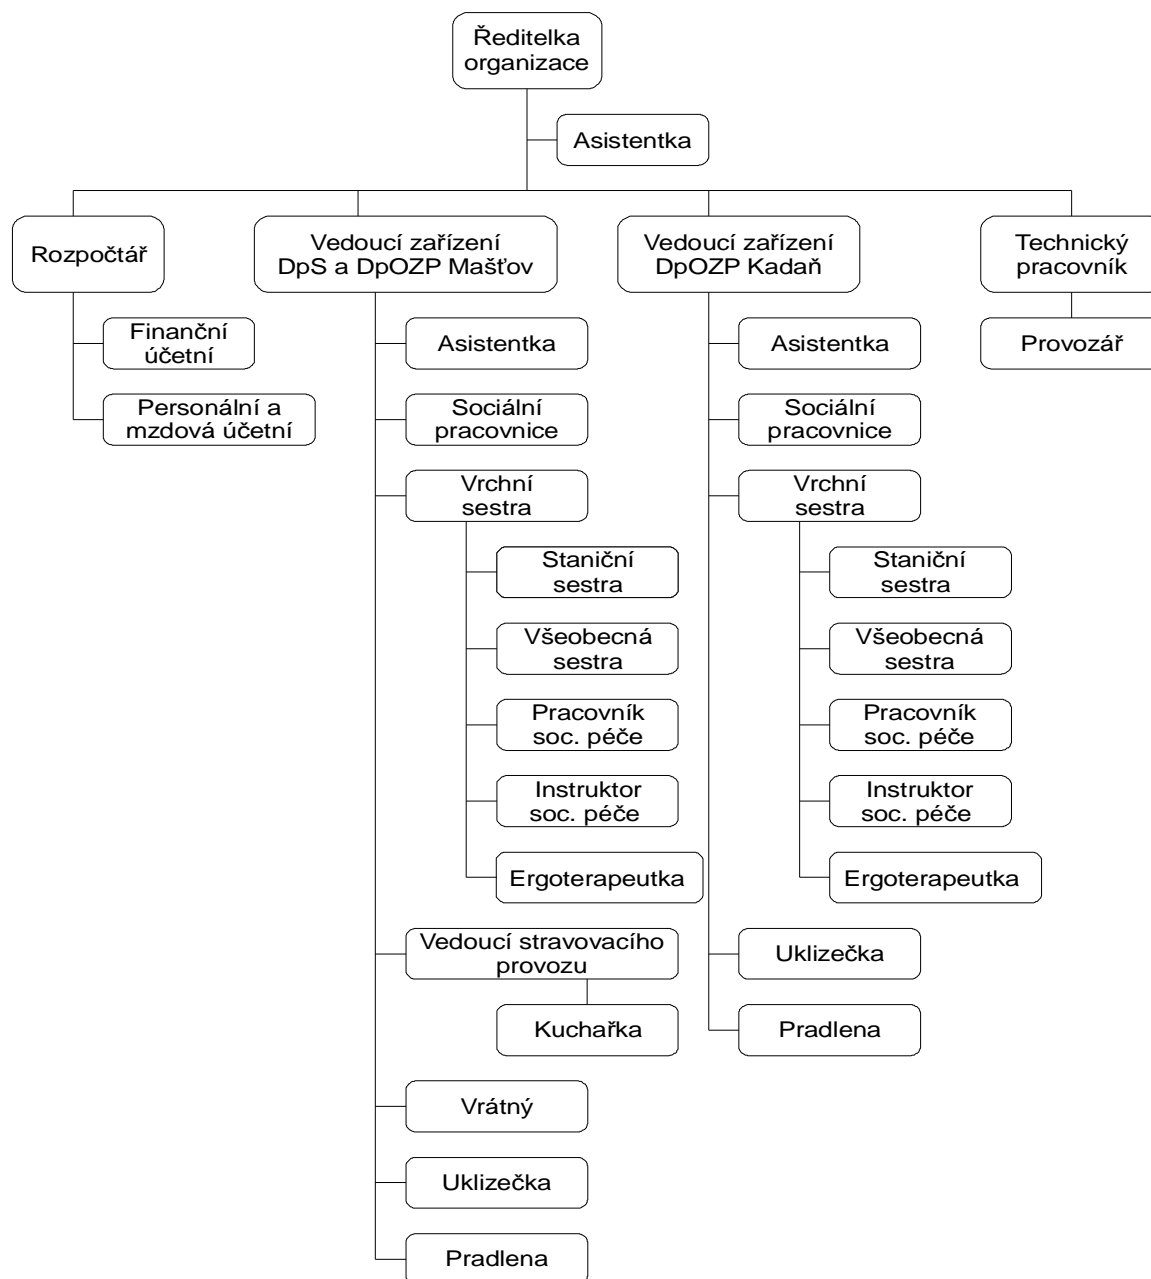 Ředitelka
organizace
Asistentka
Rozpočtář
Vedoucí zařízení
DpS a DpOZP Mašťov
Vedoucí zařízení
DpOZP Kadaň
Technický
pracovník
Finanční
účetní
Personální a
mzdová účetní
Asistentka
Sociální
pracovnice
Vrchní
sestra
Staniční
sestra
Všeobecná
sestra
Pracovník
soc. péče
Instruktor
soc. péče
Ergoterapeutka
Vedoucí stravovacího
provozu
Kuchařka
Vrátný
Uklizečka
Pradlena
Asistentka
Sociální
pracovnice
Vrchní
sestra
Staniční
sestra
Všeobecná
sestra
Pracovník
soc. péče
Instruktor
soc. péče
Ergoterapeutka
Uklizečka
Pradlena
Provozář